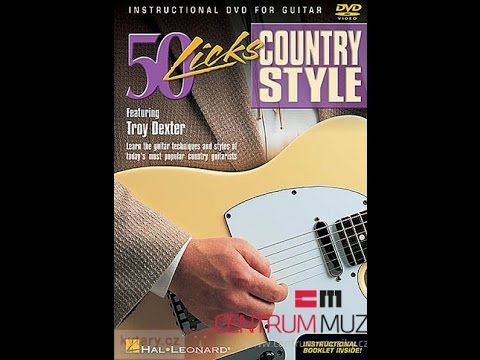 INSTRUCTIONAL DVD FOR GUITAR
DVD
VIDEO
50 Licks
COUNTRY
STYLE
Featuring
Troy Dexter
Learn the guitar techniques and styles of
today's most popular country guitarists
CENTRUM MUZ
HAL•LEONARD®
INSTRUCTIONAL
BOOKLET INSIDE!